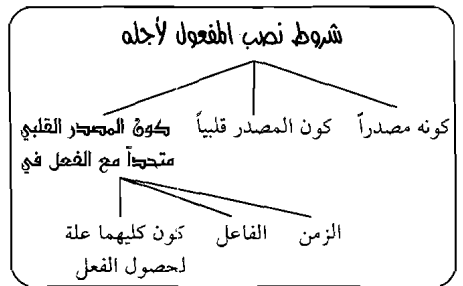 شروط نصب المفعول لأجله
كونه مصدراً
كون المصدر قلبياً
كون المصدر القلبي
متحداً مع الفعل في
الزمن
الفاعل
كون كليهما علة
لحصول الفعل